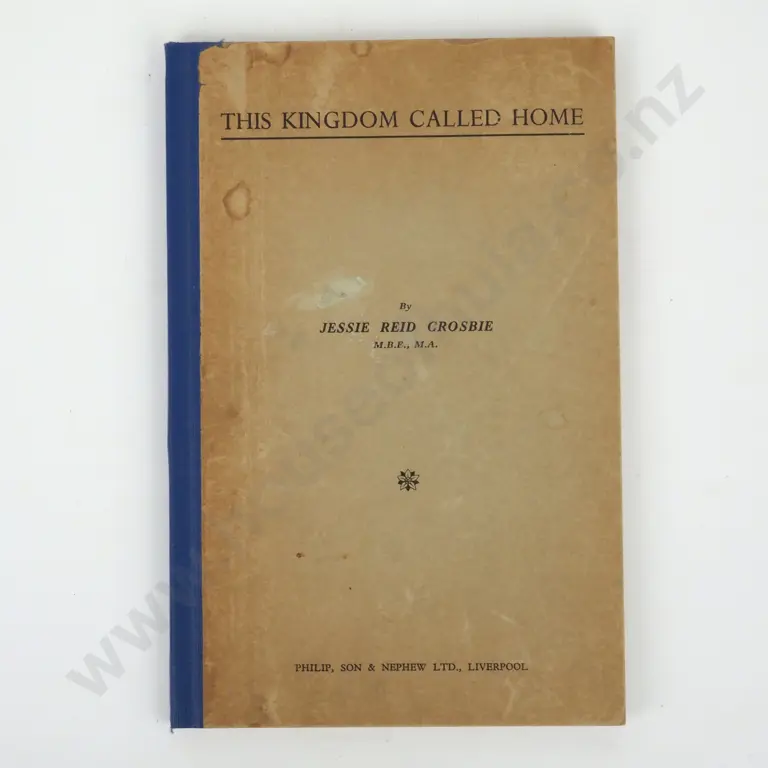 THIS KINGDOM CALLED HOME
By
JESSIE REID CROSBIE
M.B.E., M.A.
PHILIP, SON & NEPHEW LTD., LIVERPOOL